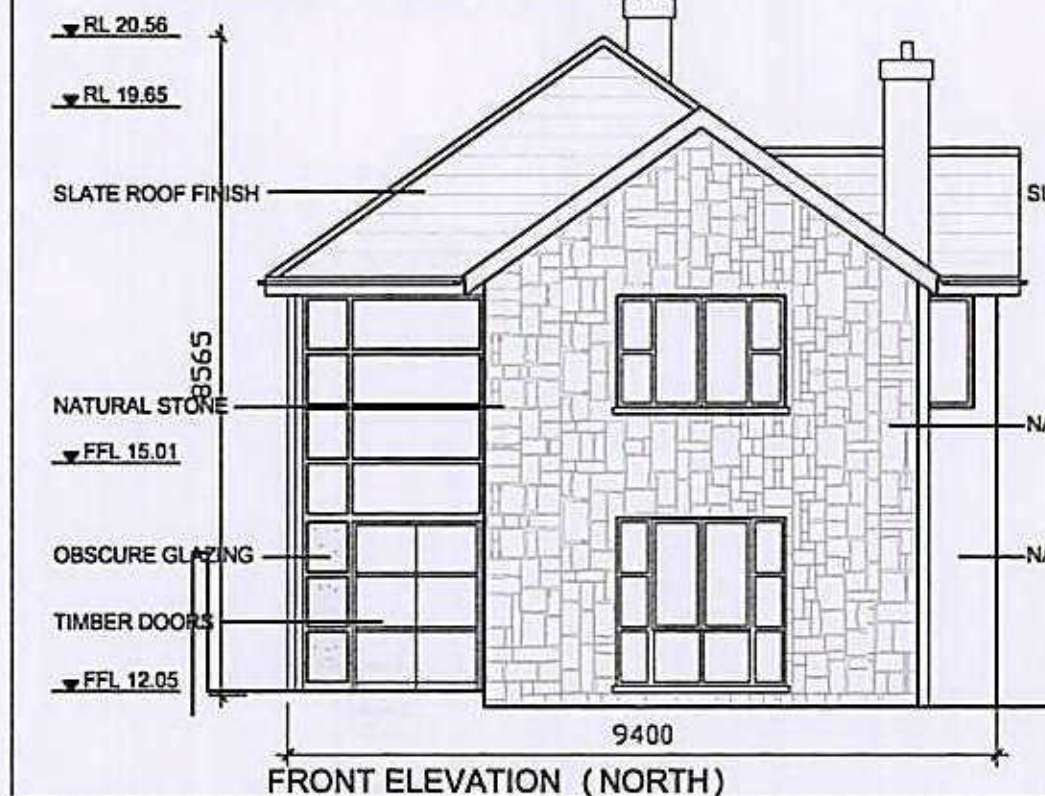 RL 20.56
RL 19.65
SLATE ROOF FINISH
8565
NATURAL STONE
FFL 15.01
OBSCURE GLAZING
TIMBER DOORS
FFL 12.05
9400
FRONT ELEVATION (NORTH)